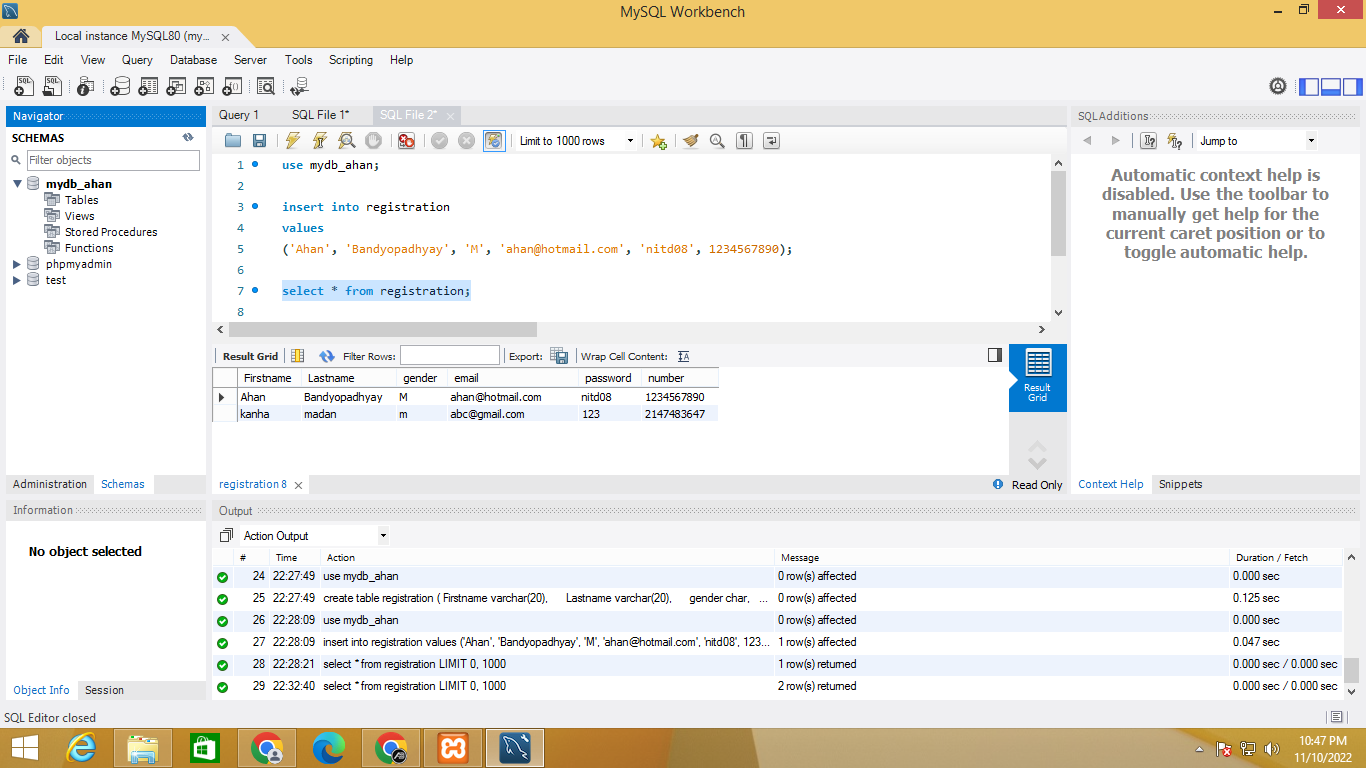 MySQL Workbench
Local instance MySQL80 (my... ×
File Edit View Query Database Server Tools Scripting Help
Navigator
SCHEMAS
Filter objects
mydb_ahan
Tables
Views
Stored Procedures
Functions
phpmyadmin
test
Administration Schemas
Information
No object selected
Object Info Session
Query 1 SQL File 1* SQL File 2* ×
Limit to 1000 rows
1 use mydb_ahan;
2
3 insert into registration
4 values
5 ('Ahan', 'Bandyopadhyay', 'M', 'ahan@hotmail.com', 'nitd08', 1234567890);
6
7 select * from registration;
8
Result Grid Filter Rows: Export: Wrap Cell Content:
Firstname Lastname gender email password number
Ahan Bandyopadhyay M ahan@hotmail.com nitd08 1234567890
kanha madan m abc@gmail.com 123 2147483647
Result
Grid
registration 8 ×
Read Only
SQLAdditions
Jump to
Automatic context help is
disabled. Use the toolbar to
manually get help for the
current caret position or to
toggle automatic help.
Context Help Snippets
Output
Action Output
# Time Action Message Duration / Fetch
24 22:27:49 use mydb_ahan 0 row(s) affected 0.000 sec
25 22:27:49 create table registration ( Firstname varchar(20), Lastname varchar(20), gender char, ... 0 row(s) affected 0.125 sec
26 22:28:09 use mydb_ahan 0 row(s) affected 0.000 sec
27 22:28:09 insert into registration values ('Ahan', 'Bandyopadhyay', 'M', 'ahan@hotmail.com', 'nitd08', 123... 1 row(s) affected 0.047 sec
28 22:28:21 select * from registration LIMIT 0, 1000 1 row(s) returned 0.000 sec / 0.000 sec
29 22:32:40 select * from registration LIMIT 0, 1000 2 row(s) returned 0.000 sec / 0.000 sec
SQL Editor closed
10:47 PM
11/10/2022